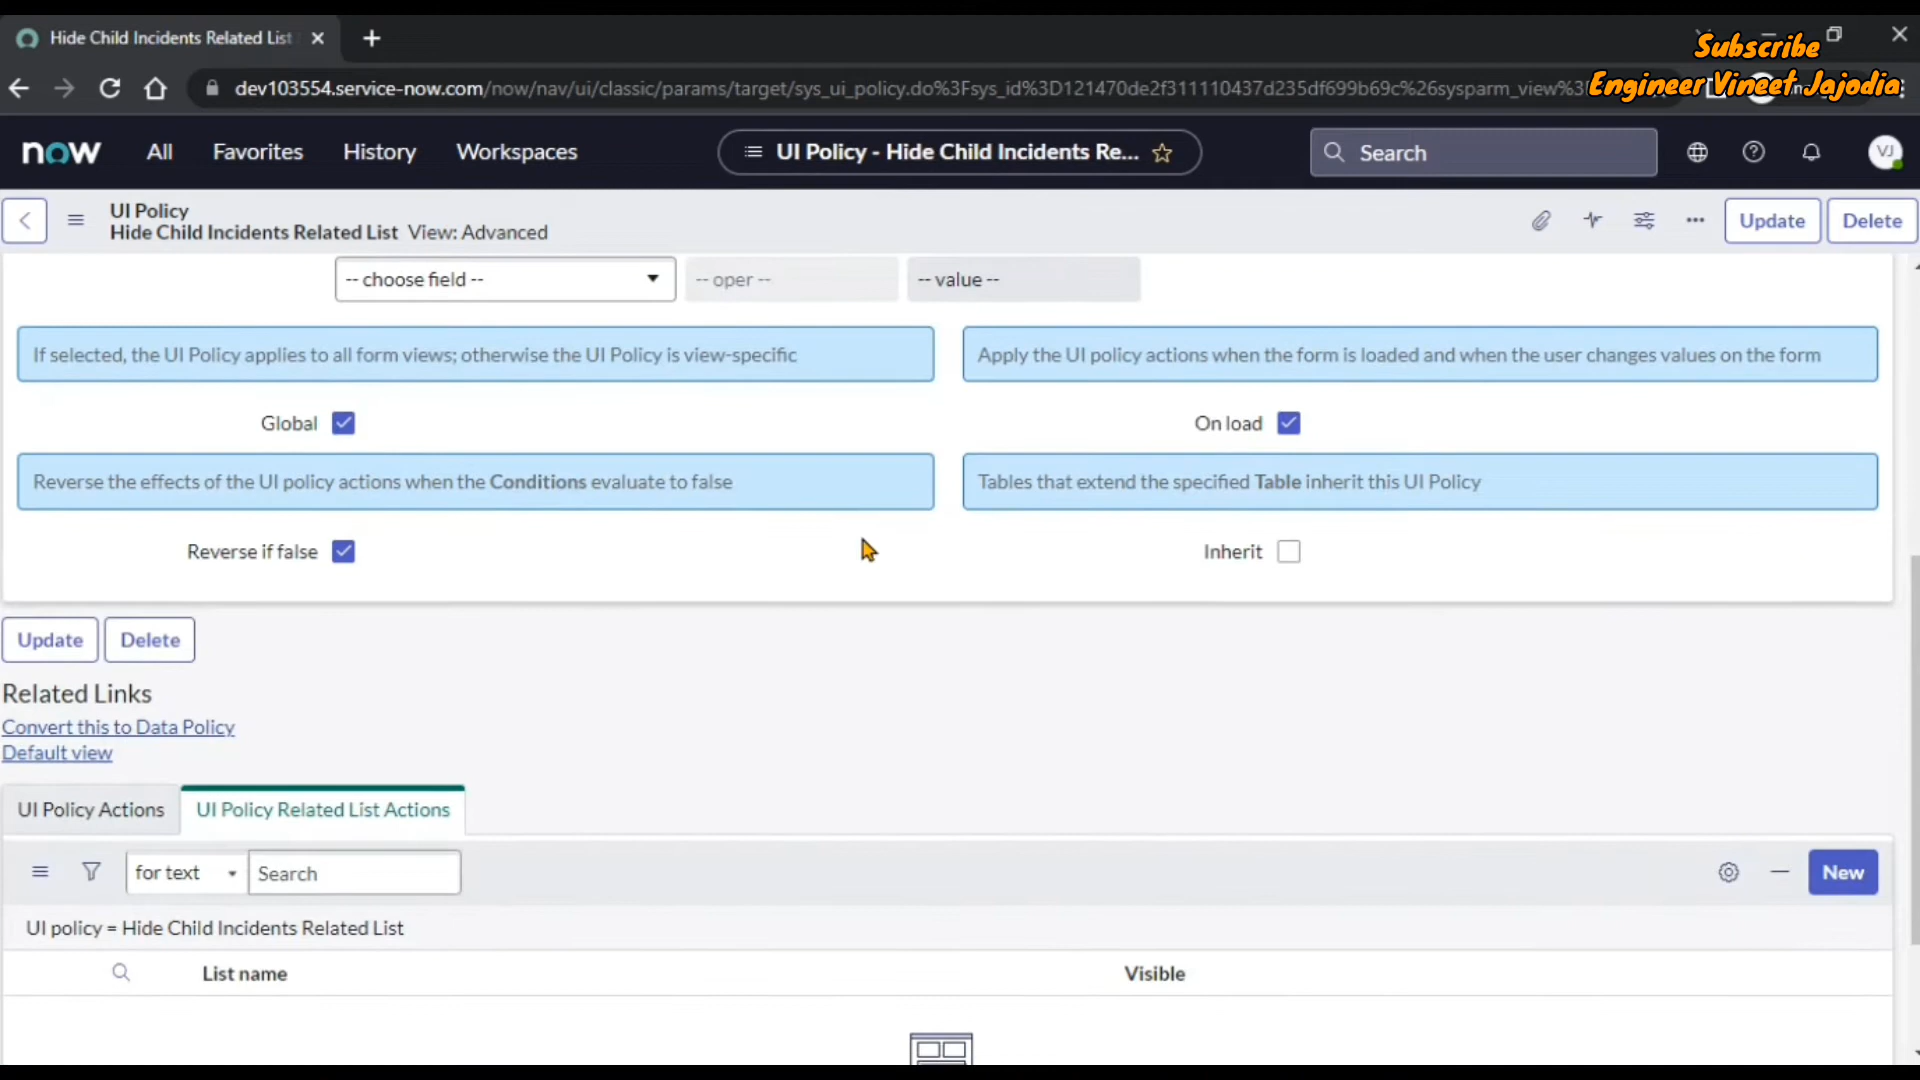 Hide Child Incidents Related List
Subscribe
Engineer Vineet Jajodia
dev103554.service-now.com/now/nav/ui/classic/params/target/sys_ui_policy.do%3Fsys_id%3D121470de2f311110437d235df699b69c%26sysparm_view%3
now All Favorites History Workspaces UI Policy - Hide Child Incidents Re... Search VJ
UI Policy
Hide Child Incidents Related List View: Advanced
Update Delete
-- choose field -- -- oper -- -- value --
If selected, the UI Policy applies to all form views; otherwise the UI Policy is view-specific
Apply the UI policy actions when the form is loaded and when the user changes values on the form
Global
On load
Reverse the effects of the UI policy actions when the Conditions evaluate to false
Tables that extend the specified Table inherit this UI Policy
Reverse if false
Inherit
Update Delete
Related Links
Convert this to Data Policy
Default view
UI Policy Actions UI Policy Related List Actions
for text Search New
UI policy = Hide Child Incidents Related List
List name Visible